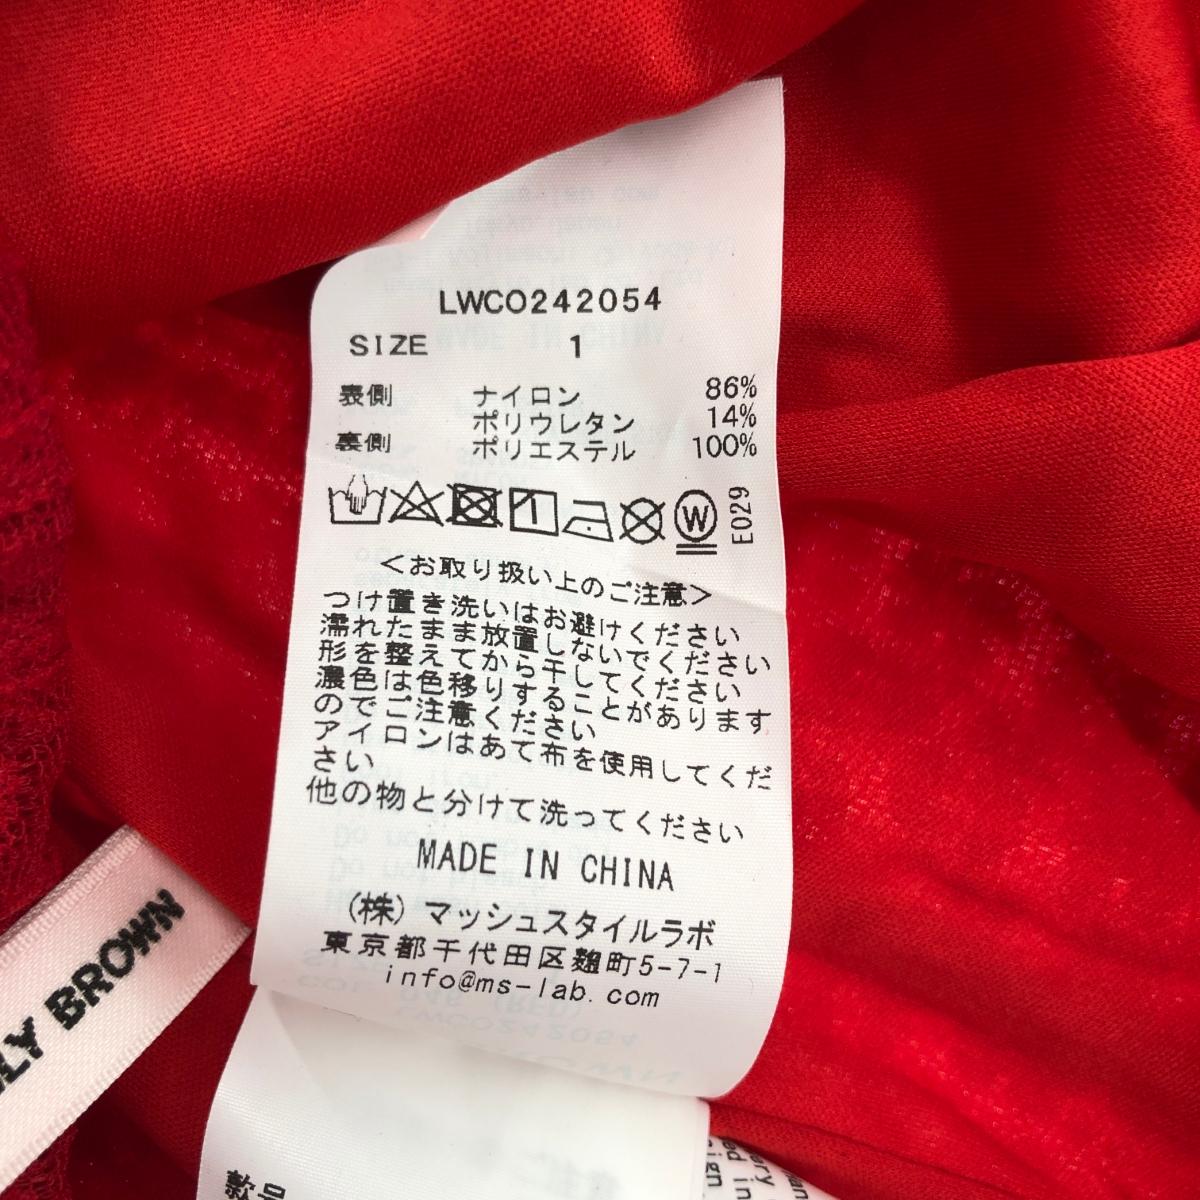 LWCO242054
SIZE 1
表側 ナイロン 86%
ポリウレタン 14%
裏側 ポリエステル 100%
W E029
<お取り扱い上のご注意>
つけ置き洗いはお避けください
濡れたまま放置しないでください
形を整えてから干してください
濃色は色移りすることがあります
のでご注意ください
アイロンはあて布を使用してくだ
さい
他の物と分けて洗ってください
MADE IN CHINA
(株)マッシュスタイルラボ
東京都千代田区麹町5-7-1
info@ms-lab.com
LY BROWN
款号